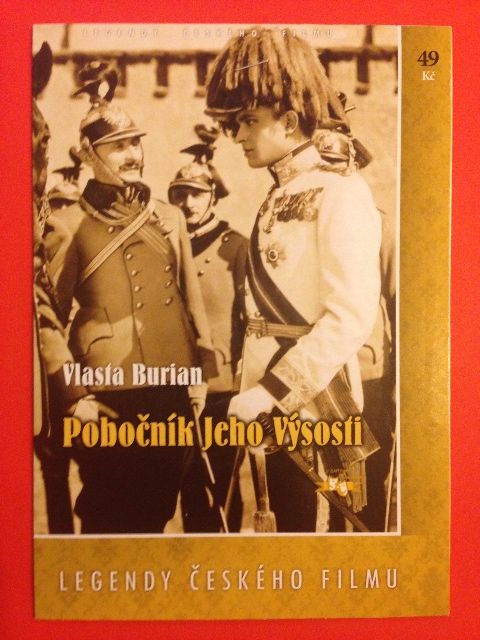 LEGENDY ČESKÉHO FILMU
49
Kč
Vlasta Burian
Pobočník Jeho Výsosti
LEGENDY ČESKÉHO FILMU